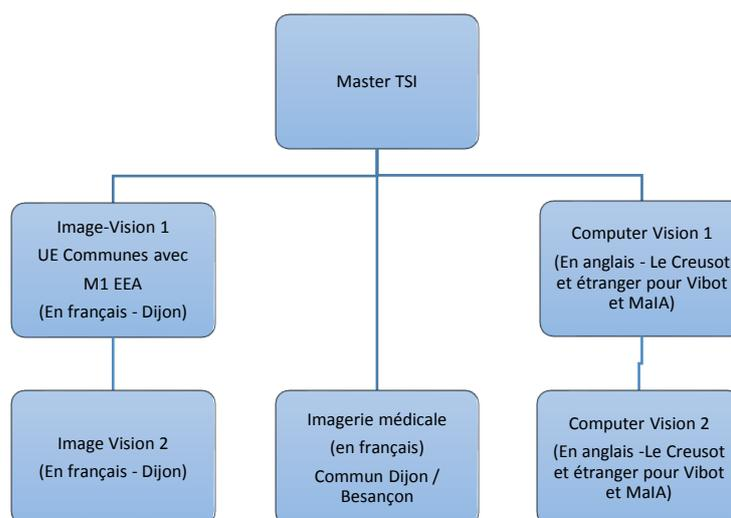 Master TSI
Image-Vision 1
UE Communes avec
M1 EEA
(En français - Dijon)
Computer Vision 1
(En anglais - Le Creusot
et étranger pour Vibot
et MaIA)
Image Vision 2
(En français - Dijon)
Imagerie médicale
(en français)
Commun Dijon /
Besançon
Computer Vision 2
(En anglais -Le Creusot
et étranger pour Vibot
et MaIA)